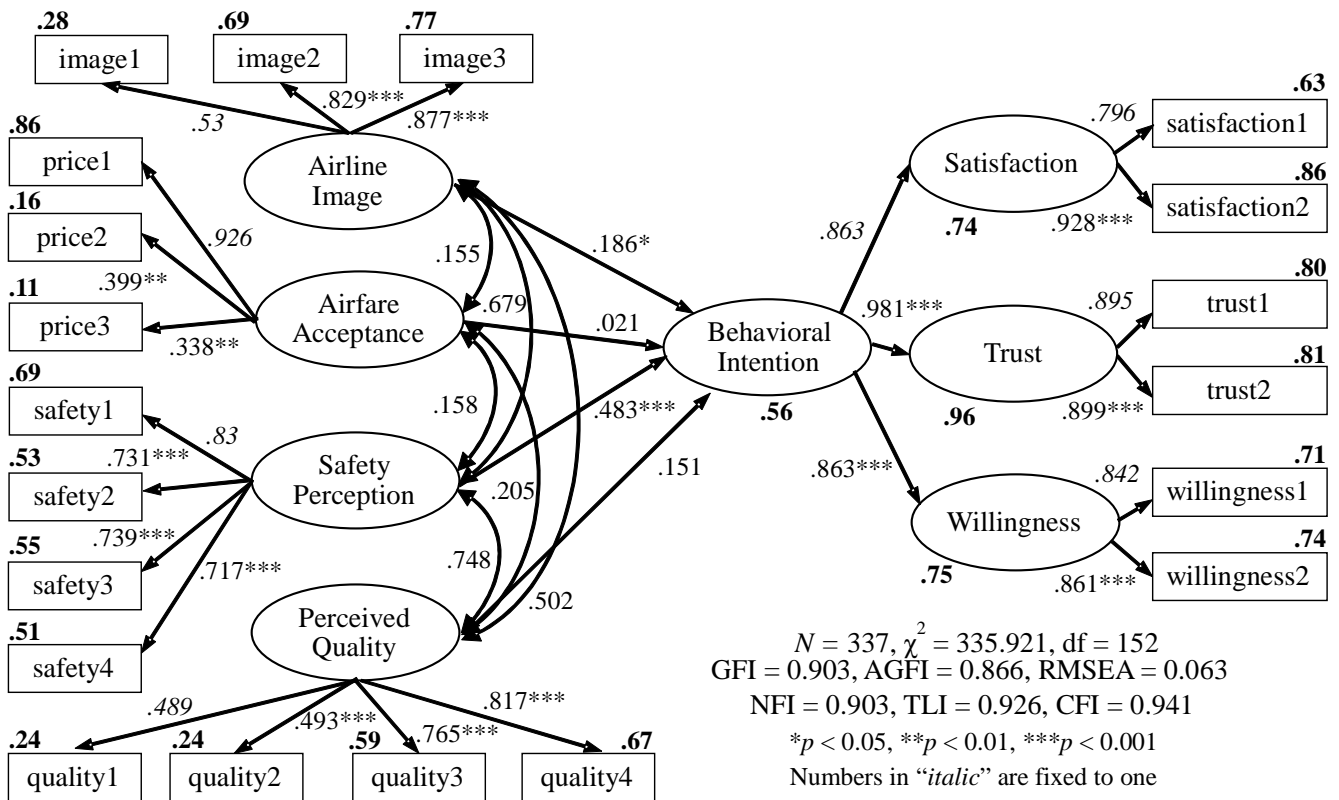 .28
.69
.77
image1
image2
image3
.53
.829***
.877***
.86
price1
Airline
Image
.16
price2
.926
.399**
.11
price3
.338**
Airfare
Acceptance
.155
.679
.186*
.021
.69
safety1
.83
.53
safety2
.731***
.55
safety3
.739***
.51
safety4
.717***
Safety
Perception
.158
.205
.483***
.151
.748
.502
Perceived
Quality
.489
.493***
.765***
.817***
.24
.24
.59
.67
quality1
quality2
quality3
quality4
Behavioral
Intention
.56
.863
.981***
.863***
Satisfaction
.74
.796
.928***
.63
satisfaction1
.86
satisfaction2
Trust
.96
.895
.899***
.80
trust1
.81
trust2
Willingness
.75
.842
.861***
.71
willingness1
.74
willingness2
N = 337, χ² = 335.921, df = 152
GFI = 0.903, AGFI = 0.866, RMSEA = 0.063
NFI = 0.903, TLI = 0.926, CFI = 0.941
*p < 0.05, **p < 0.01, ***p < 0.001
Numbers in “italic” are fixed to one